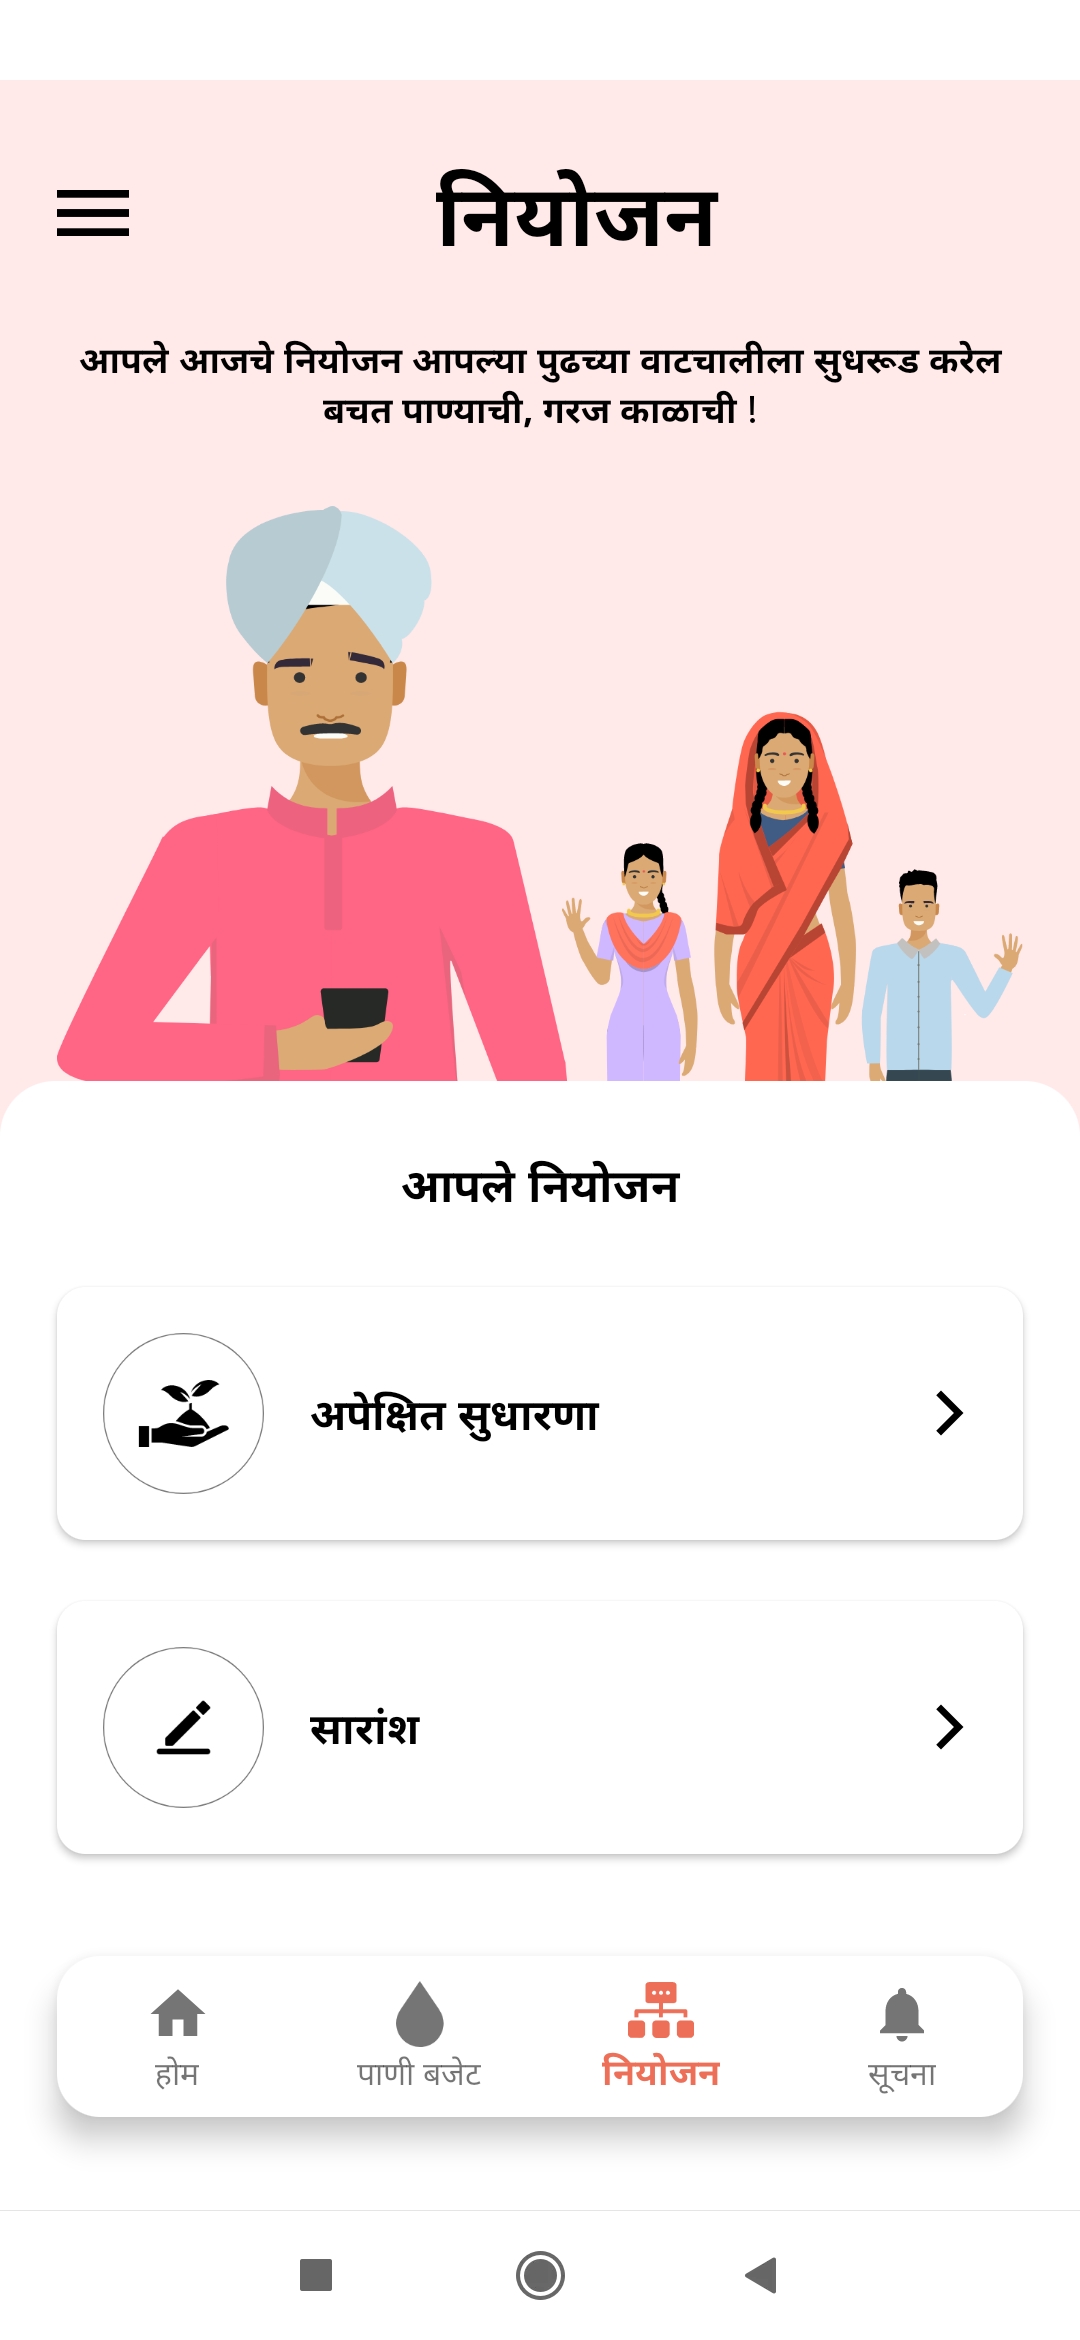 नियोजन
आपले आजचे नियोजन आपल्या पुढच्या वाटचालीला सुधरूड करेल
बचत पाण्याची, गरज काळाची !
आपले नियोजन
अपेक्षित सुधारणा
सारांश
होम
पाणी बजेट
नियोजन
सूचना